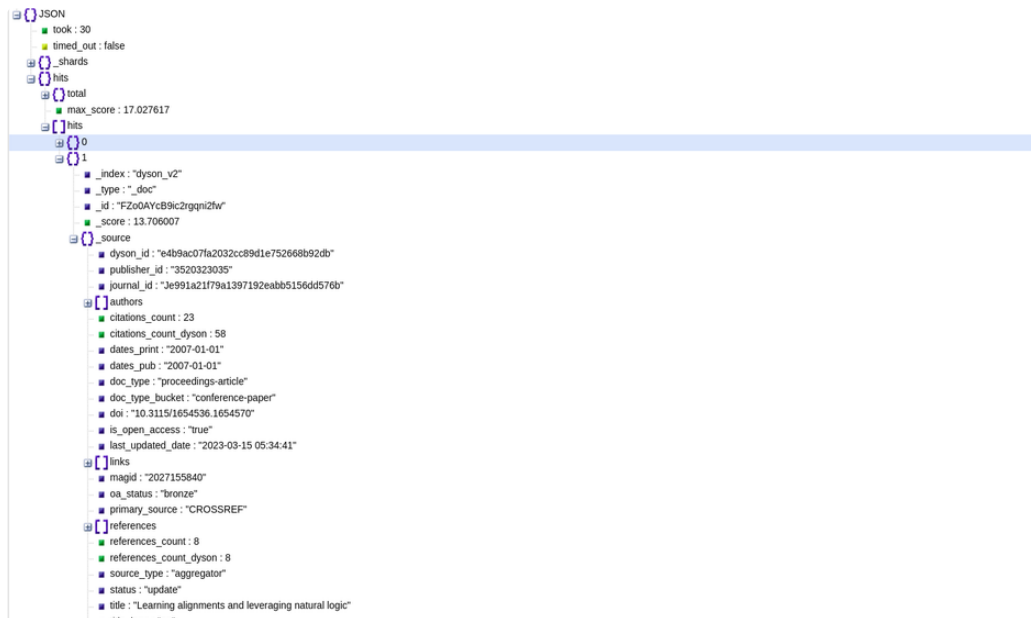 JSON
took : 30
timed_out : false
_shards
hits
total
max_score : 17.027617
hits
0
1
_index : "dyson_v2"
_type : "_doc"
_id : "FZo0AYcB9ic2rgqni2fw"
_score : 13.706007
_source
dyson_id : "e4b9ac07fa2032cc89d1e752668b92db"
publisher_id : "3520323035"
journal_id : "Je991a21f79a1397192eabb5156dd576b"
authors
citations_count : 23
citations_count_dyson : 58
dates_print : "2007-01-01"
dates_pub : "2007-01-01"
doc_type : "proceedings-article"
doc_type_bucket : "conference-paper"
doi : "10.3115/1654536.1654570"
is_open_access : "true"
last_updated_date : "2023-03-15 05:34:41"
links
magid : "2027155840"
oa_status : "bronze"
primary_source : "CROSSREF"
references
references_count : 8
references_count_dyson : 8
source_type : "aggregator"
status : "update"
title : "Learning alignments and leveraging natural logic"